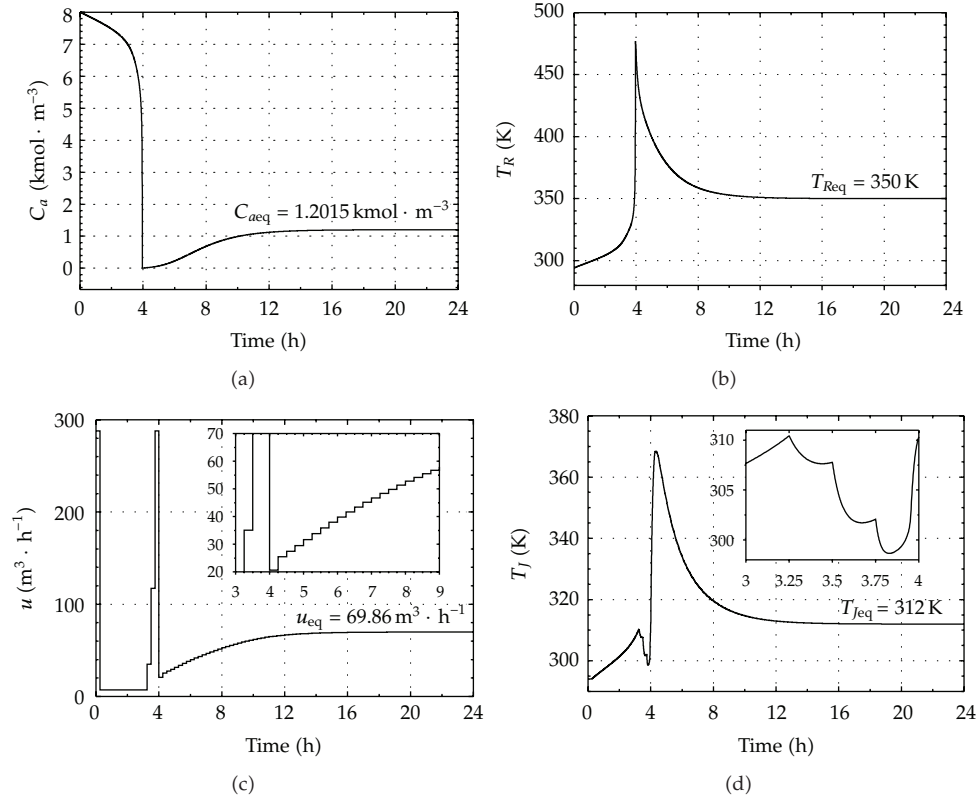 8
7
6
5
4
3
2
1
0
C_a (kmol · m⁻³)
C_aeq = 1.2015 kmol · m⁻³
0 4 8 12 16 20 24
Time (h)
(a)
500
450
400
350
300
T_R (K)
T_Req = 350 K
0 4 8 12 16 20 24
Time (h)
(b)
300
200
100
0
u (m³ · h⁻¹)
70
60
50
40
30
20
3 4 5 6 7 8 9
u_eq = 69.86 m³ · h⁻¹
0 4 8 12 16 20 24
Time (h)
(c)
380
360
340
320
300
T_J (K)
310
300
3 3.25 3.5 3.75 4
T_Jeq = 312 K
0 4 8 12 16 20 24
Time (h)
(d)